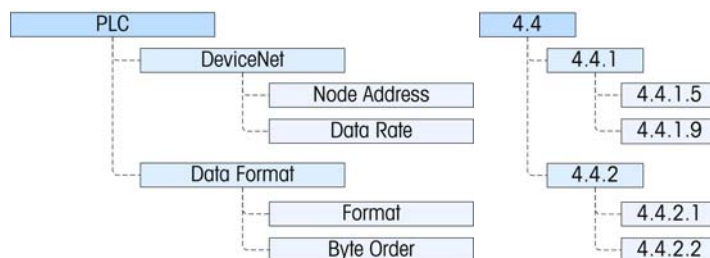 PLC 4.4
DeviceNet 4.4.1
Node Address 4.4.1.5
Data Rate 4.4.1.9
Data Format 4.4.2
Format 4.4.2.1
Byte Order 4.4.2.2